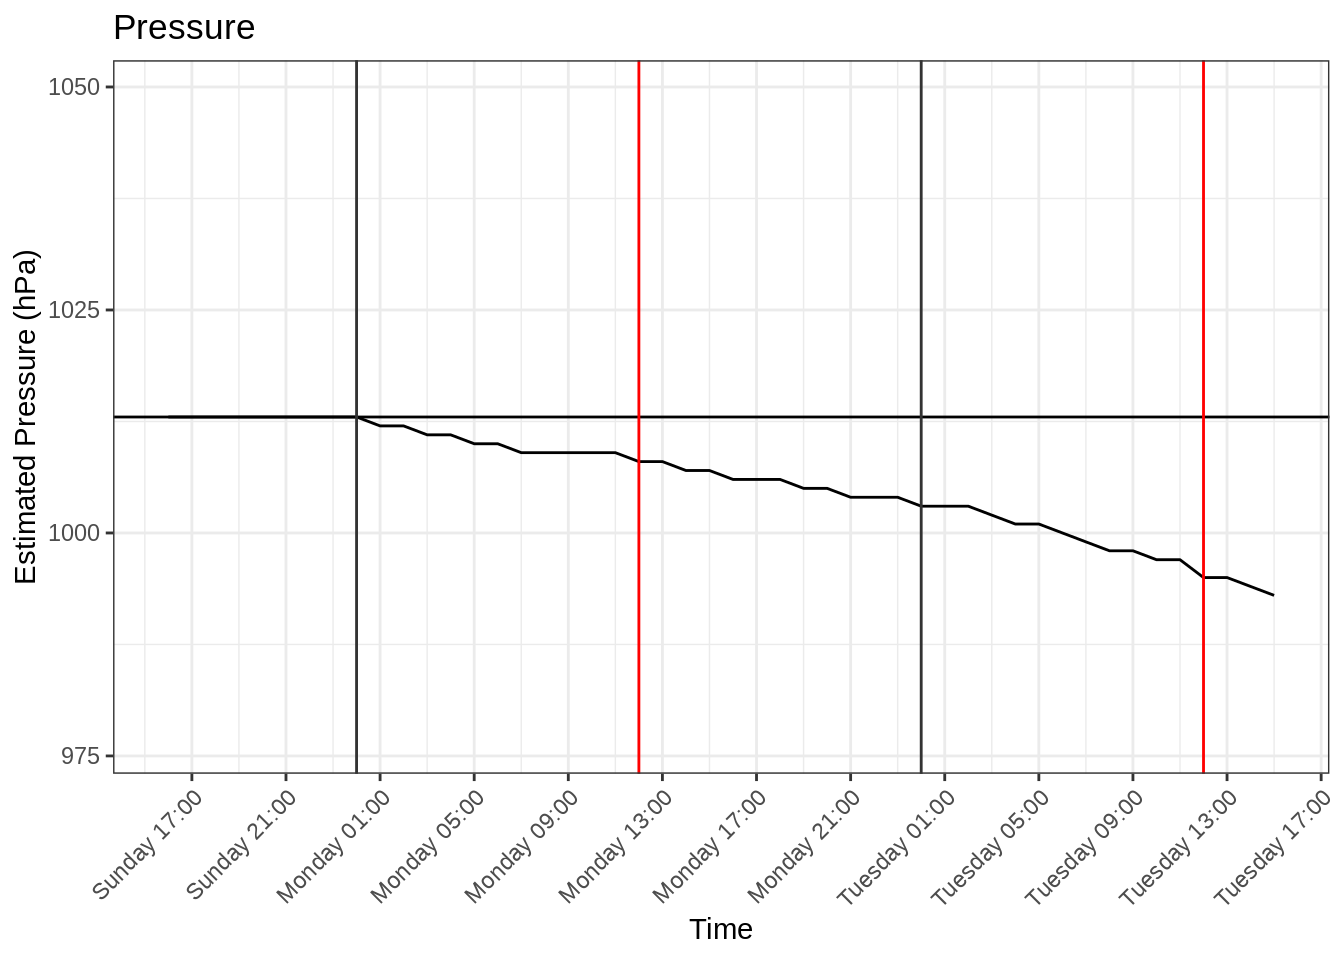 Pressure
Estimated Pressure (hPa)
1050
1025
1000
975
Sunday 17:00
Sunday 21:00
Monday 01:00
Monday 05:00
Monday 09:00
Monday 13:00
Monday 17:00
Monday 21:00
Tuesday 01:00
Tuesday 05:00
Tuesday 09:00
Tuesday 13:00
Tuesday 17:00
Time